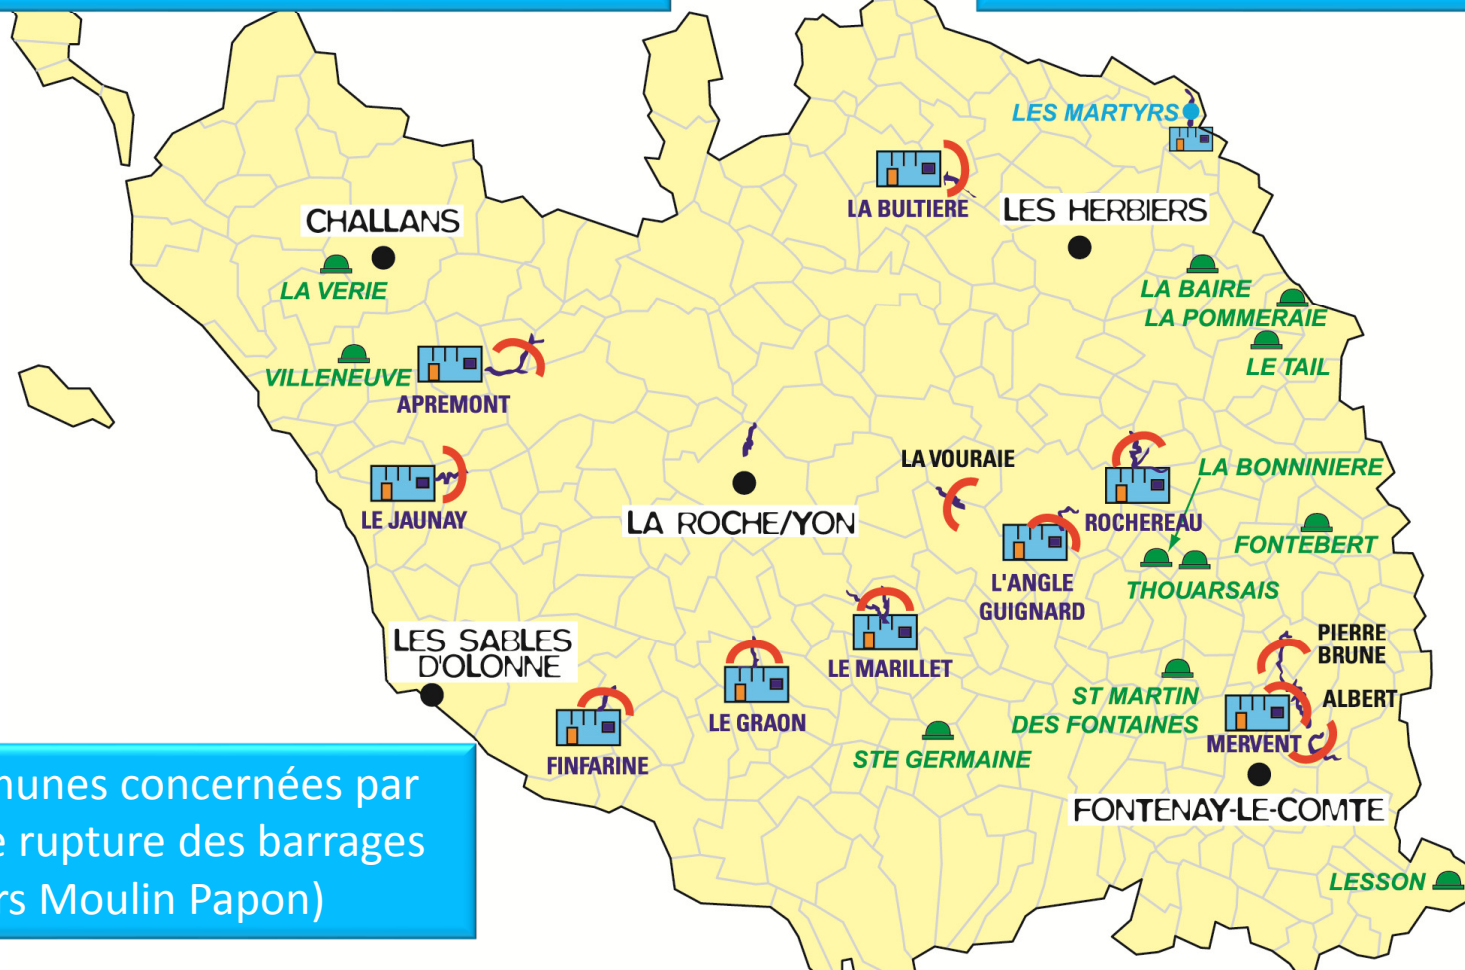 LES MARTYRS
LA BULTIERE
LES HERBIERS
CHALLANS
LA VERIE
LA BAIRE
LA POMMERAIE
LE TAIL
VILLENEUVE
APREMONT
LA VOURAIE
LA BONNINIERE
LE JAUNAY
LA ROCHE/YON
ROCHEREAU
FONTEBERT
L'ANGLE
GUIGNARD
THOUARSAIS
LES SABLES
D'OLONNE
LE MARILLET
PIERRE
BRUNE
ST MARTIN
DES FONTAINES
ALBERT
LE GRAON
MERVENT
FINFARINE
STE GERMAINE
FONTENAY-LE-COMTE
LESSON
concernées par
rupture des barrages
Moulin Papon)